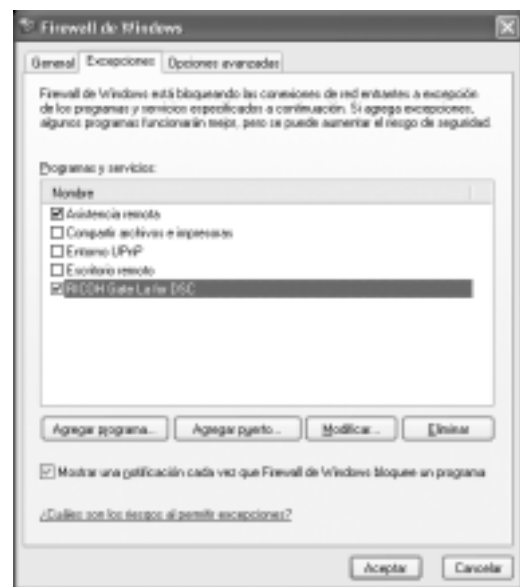 Firewall de Windows
General Excepciones Opciones avanzadas
Firewall de Windows está bloqueando las conexiones de red entrantes a excepción
de los programas y servicios especificados a continuación. Si agrega excepciones,
algunos programas funcionarán mejor, pero se puede aumentar el riesgo de seguridad.
Programas y servicios:
Nombre
Asistencia remota
Compartir archivos e impresoras
Entorno UPnP
Escritorio remoto
RICOH Gate La for DSC
Agregar programa... Agregar puerto... Modificar... Eliminar
Mostrar una notificación cada vez que Firewall de Windows bloquee un programa
¿Cuáles son los riesgos al permitir excepciones?
Aceptar Cancelar